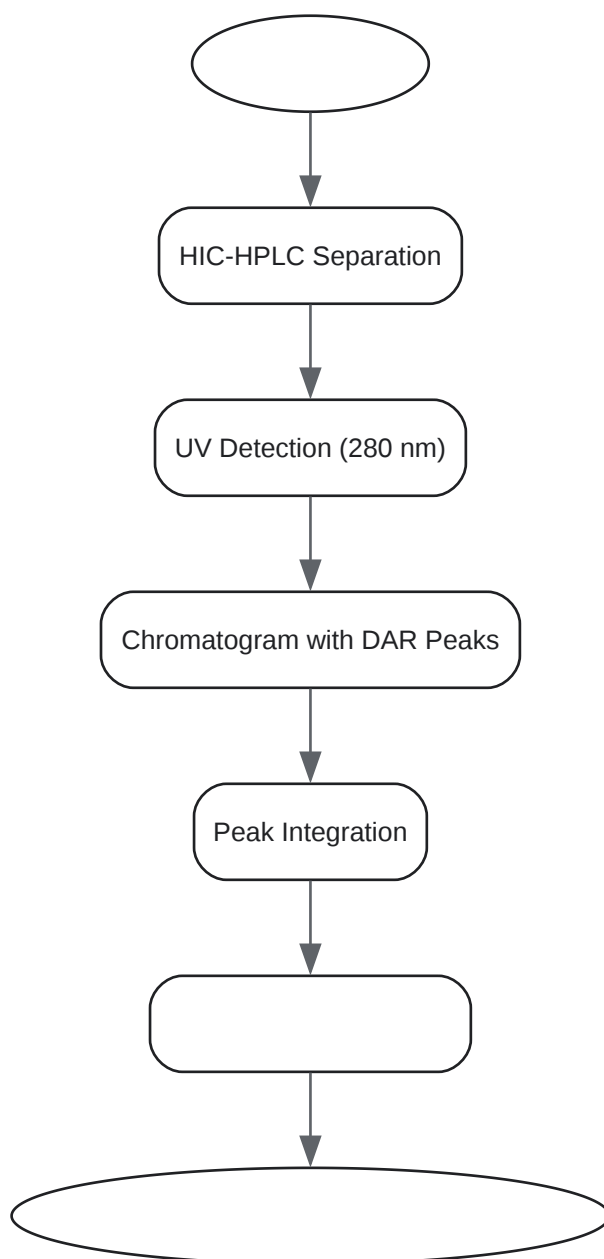 HIC-HPLC Separation
UV Detection (280 nm)
Chromatogram with DAR Peaks
Peak Integration